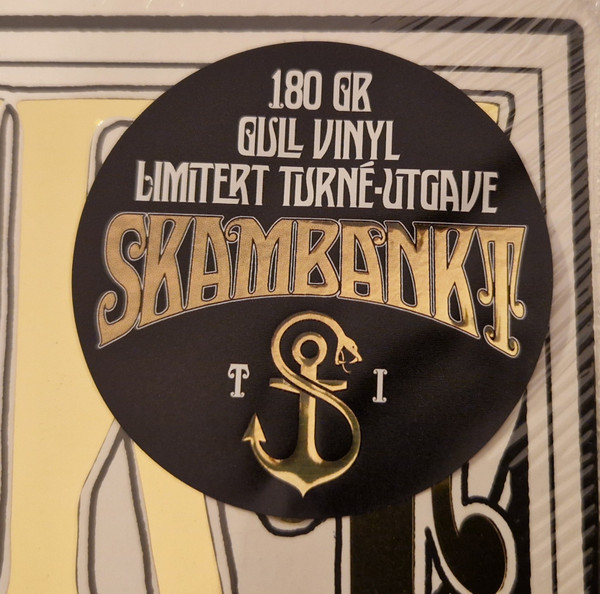 180 GR
GULL VINYL
LIMITERT TURNÉ-UTGAVE
SKAMBANKT
T I